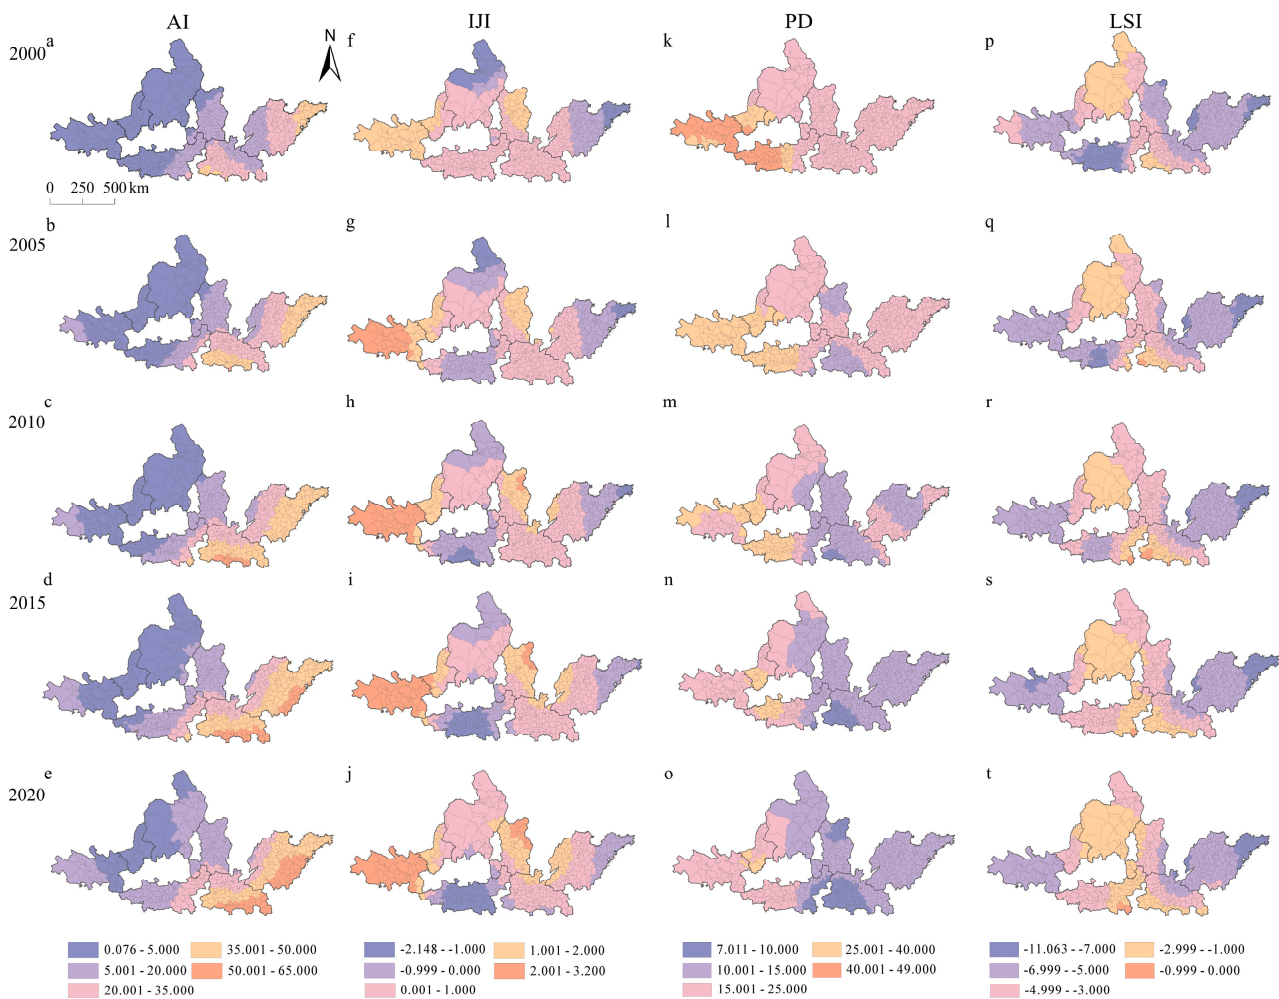 AI IJI PD LSI
2000 a f k p
N
0 250 500 km
b g l q
2005
c h m r
2010
d i n s
2015
e j o t
2020
0.076 - 5.000 35.001 - 50.000 -2.148 - -1.000 1.001 - 2.000 7.011 - 10.000 25.001 - 40.000 -11.063 - -7.000 -2.999 - -1.000
5.001 - 20.000 50.001 - 65.000 -0.999 - 0.000 2.001 - 3.200 10.001 - 15.000 40.001 - 49.000 -6.999 - -5.000 -0.999 - 0.000
20.001 - 35.000 0.001 - 1.000 15.001 - 25.000 -4.999 - -3.000